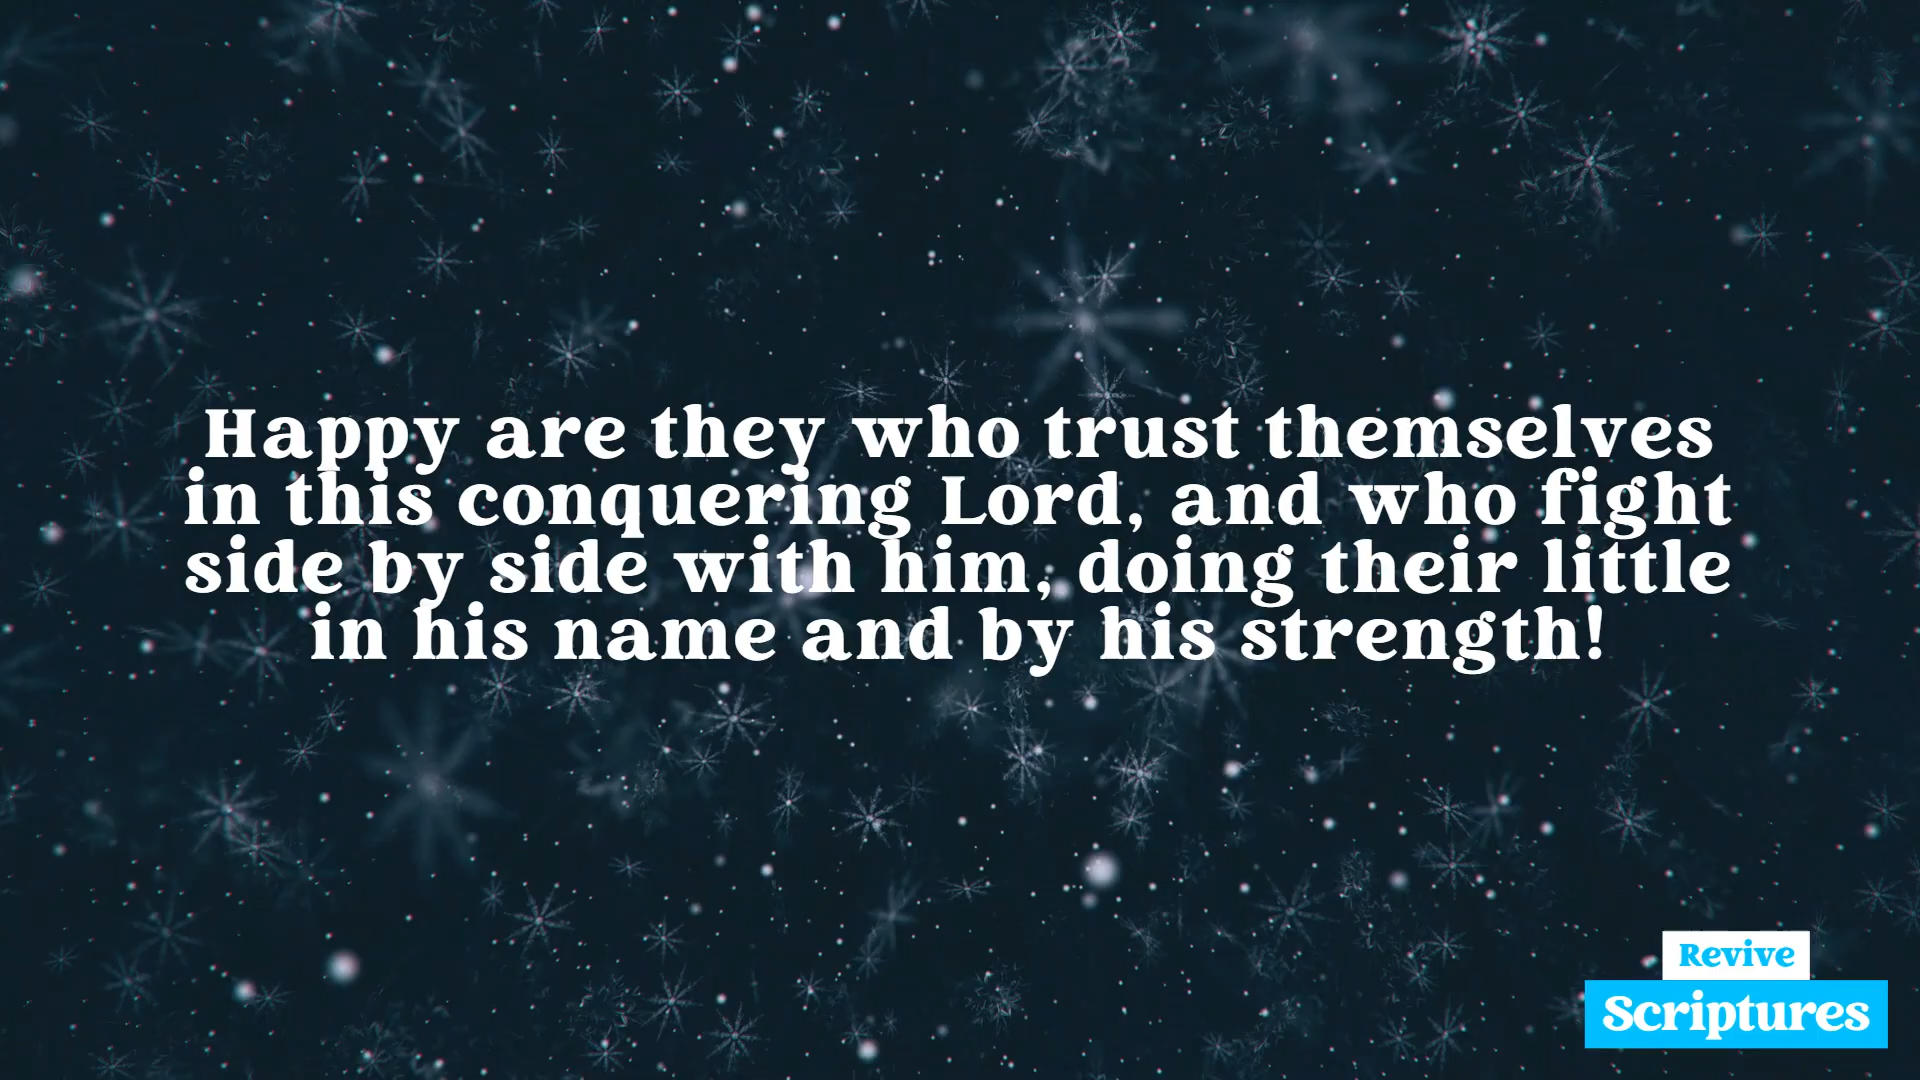 Happy are they who trust themselves
in this conquering Lord, and who fight
side by side with him, doing their little
in his name and by his strength!
Revive
Scriptures